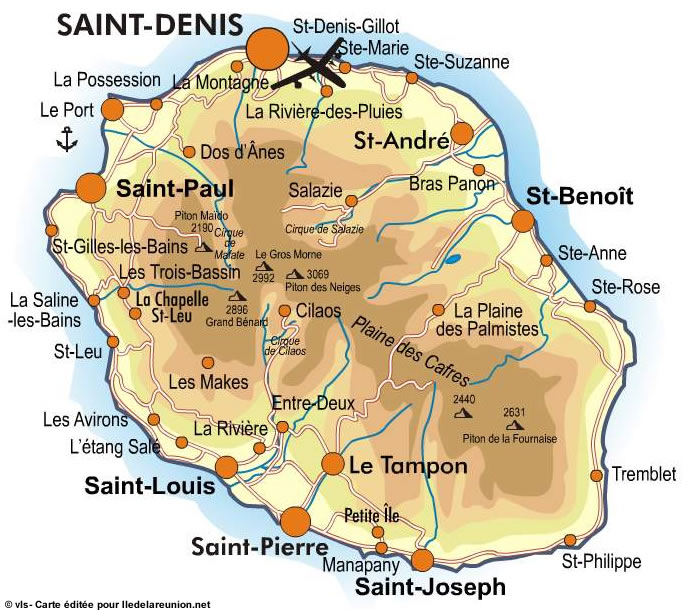 SAINT-DENIS
St-Denis-Gillot
Ste-Marie
Ste-Suzanne
La Possession
La Montagne
Le Port
La Rivière-des-Pluies
St-André
Dos d'Ânes
Saint-Paul
Salazie
Bras Panon
St-Benoît
Piton Maïdo
2190
Cirque
de
Mafate
Cirque de Salazie
St-Gilles-les-Bains
Le Gros Morne
2992
3069
Piton des Neiges
Ste-Anne
Les Trois-Bassin
Ste-Rose
La Saline
-les-Bains
La Chapelle
St-Leu
2896
Grand Bénard
Cilaos
La Plaine
des Palmistes
Plaine des Cafres
St-Leu
Cirque
de Cilaos
Les Makes
Entre-Deux
2440
2631
Piton de la Fournaise
Les Avirons
La Rivière
L'étang Salé
Le Tampon
Tremblet
Saint-Louis
Petite Île
Saint-Pierre
Manapany
St-Philippe
Saint-Joseph
© vls- Carte éditée pour Iledelareunion.net